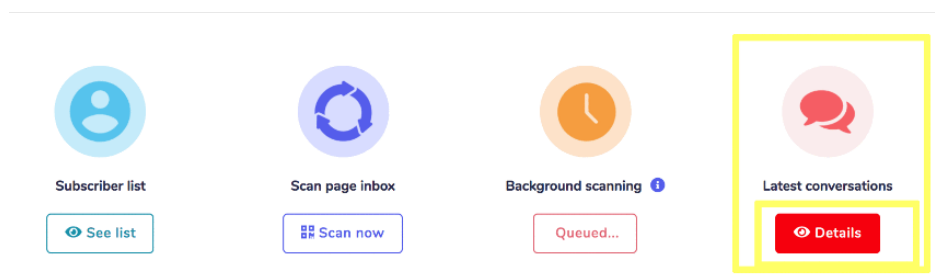 Subscriber list
Scan page inbox
Background scanning
Latest conversations
See list
Scan now
Queued...
Details